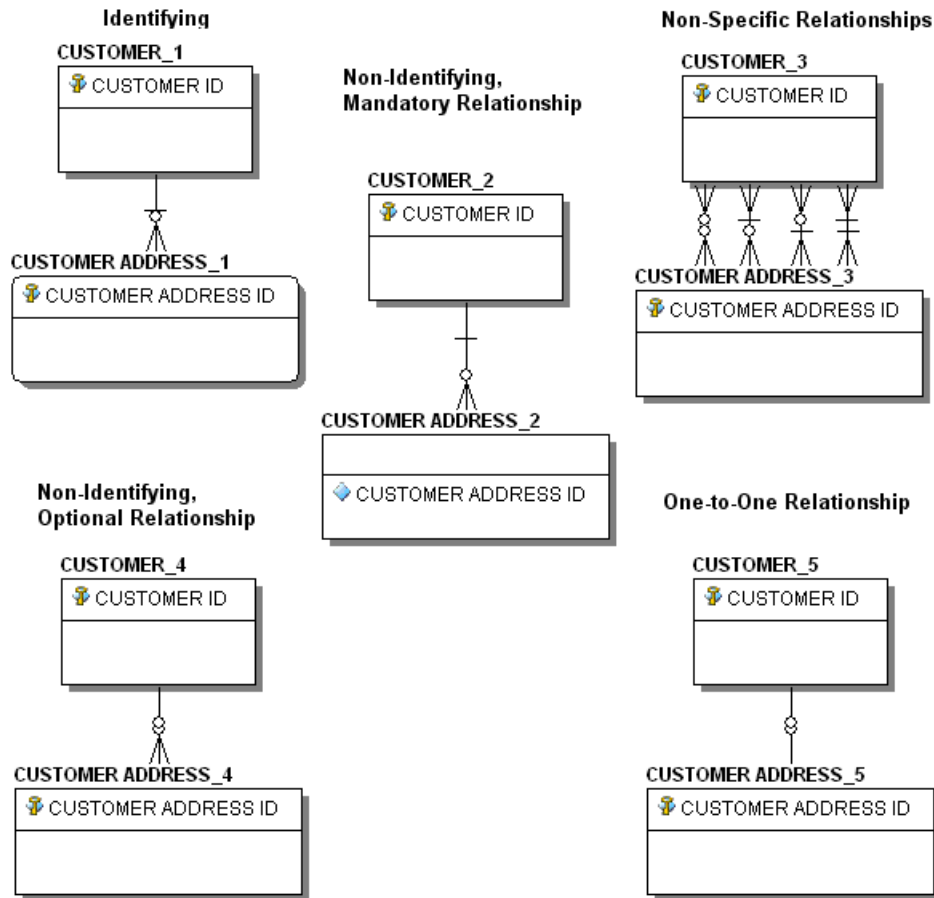 Identifying
CUSTOMER_1
CUSTOMER ID
CUSTOMER ADDRESS_1
CUSTOMER ADDRESS ID
Non-Identifying,
Mandatory Relationship
CUSTOMER_2
CUSTOMER ID
CUSTOMER ADDRESS_2
CUSTOMER ADDRESS ID
Non-Specific Relationships
CUSTOMER_3
CUSTOMER ID
CUSTOMER ADDRESS_3
CUSTOMER ADDRESS ID
Non-Identifying,
Optional Relationship
CUSTOMER_4
CUSTOMER ID
CUSTOMER ADDRESS_4
CUSTOMER ADDRESS ID
One-to-One Relationship
CUSTOMER_5
CUSTOMER ID
CUSTOMER ADDRESS_5
CUSTOMER ADDRESS ID